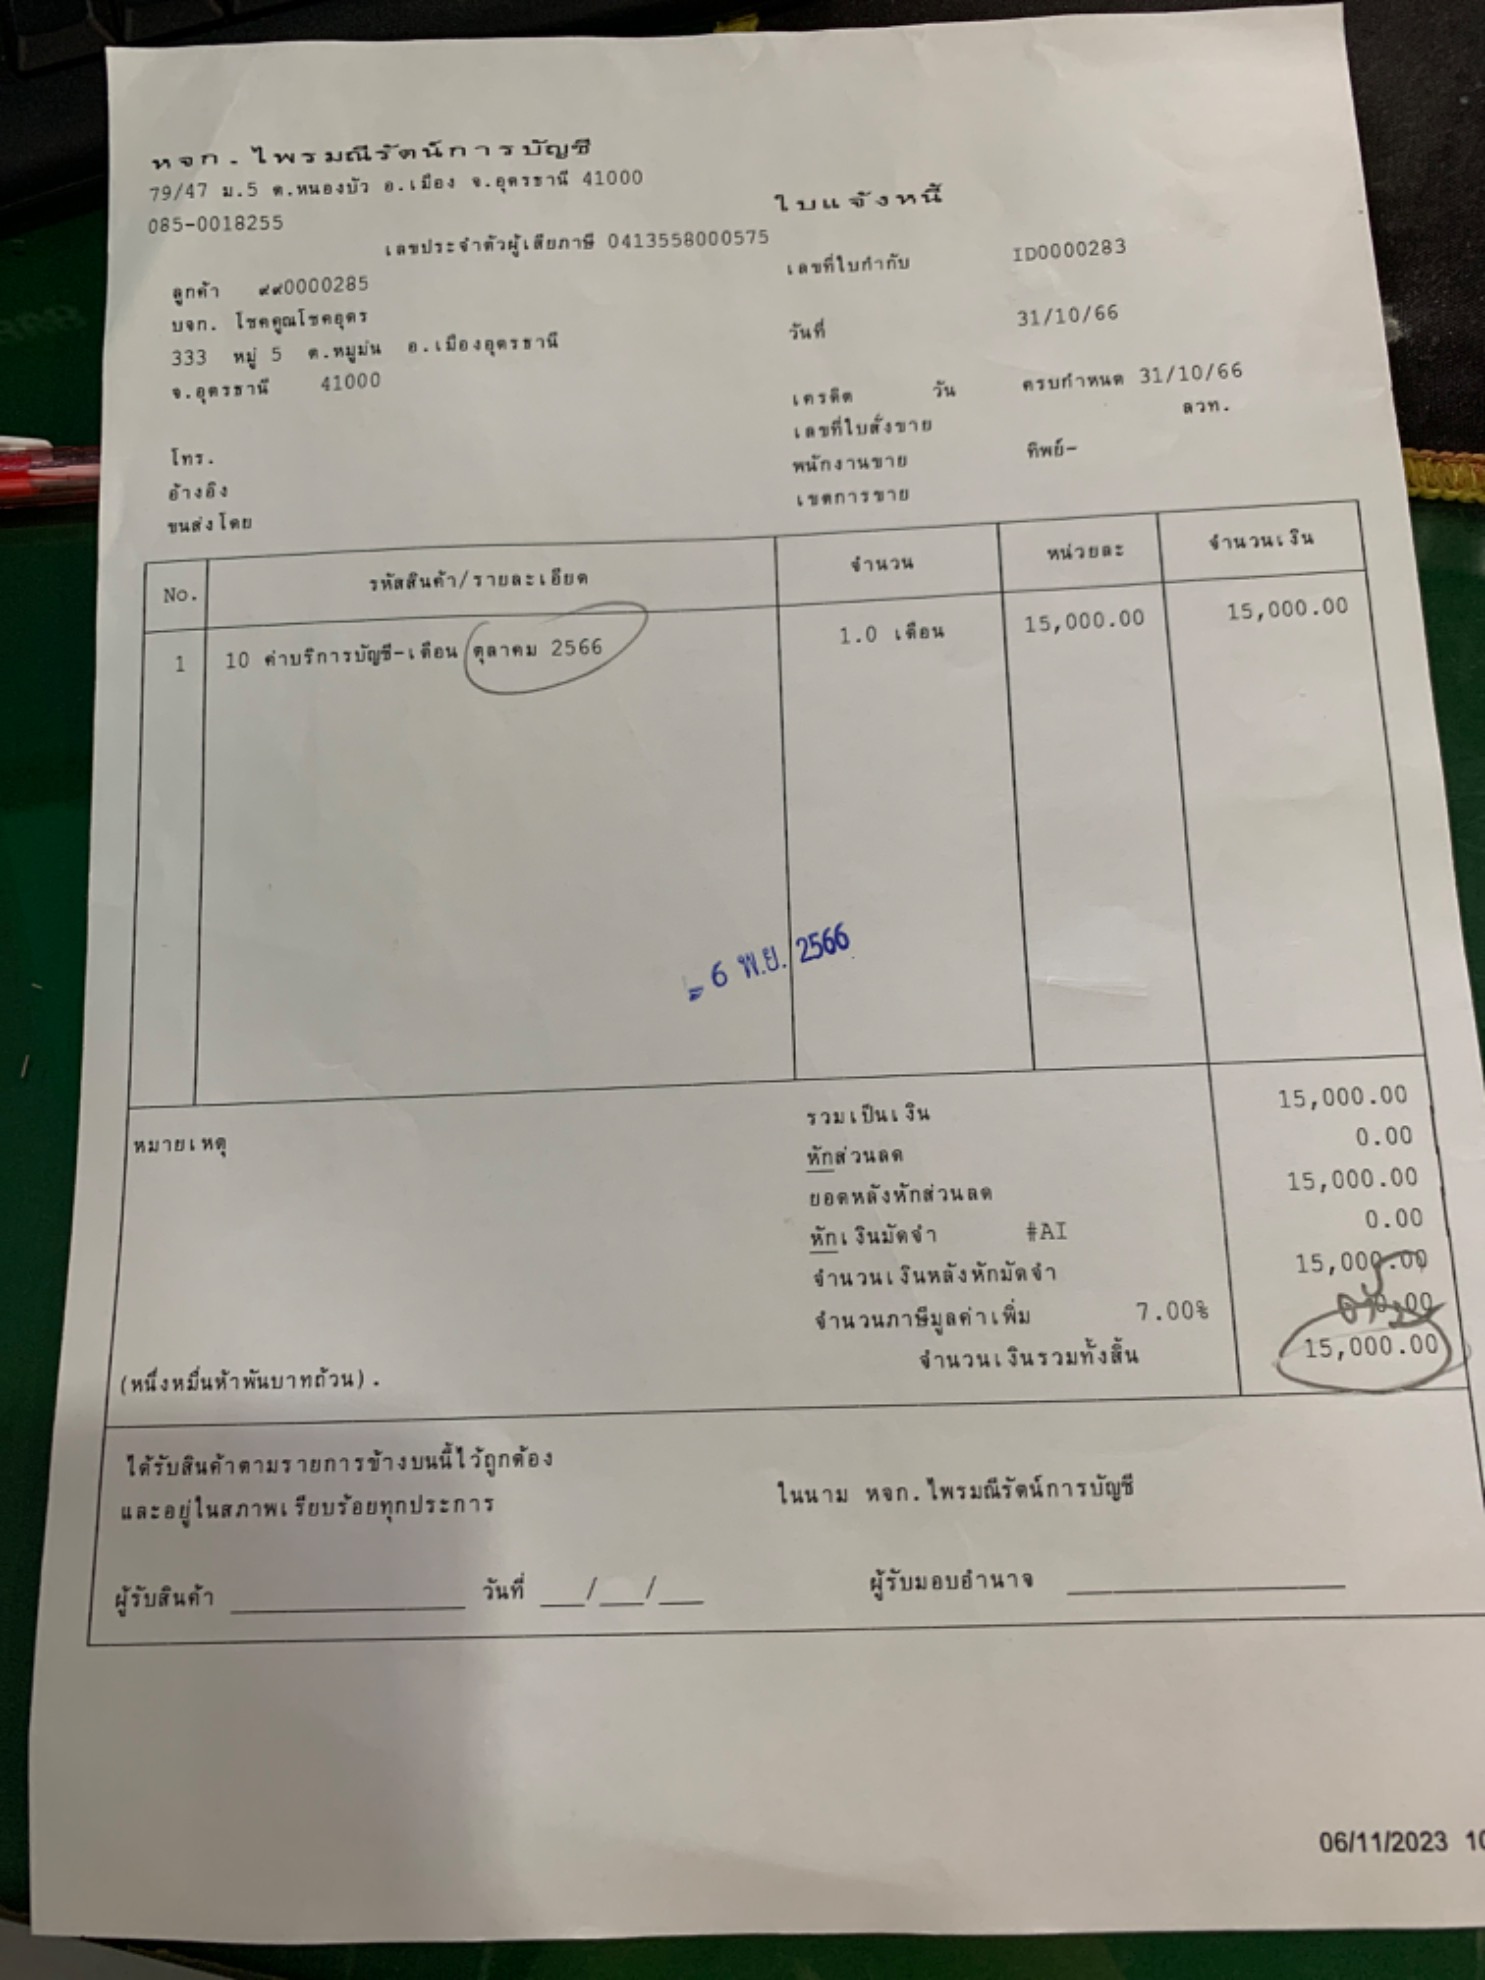 หจก.ไพรมณีรัตน์การบัญชี
79/47 ม.5 ต.หนองบัว อ.เมือง จ.อุดรธานี 41000
085-0018255
เลขประจำตัวผู้เสียภาษี 0413558000575
ใบแจ้งหนี้
เลขที่ใบกำกับ ID0000283
ลูกค้า ๙๙0000285
บจก. โชคคูณโชคอุดร
333 หมู่ 5 ต.หมูม่น อ.เมืองอุดรธานี
จ.อุดรธานี 41000
วันที่ 31/10/66
เครดิต วัน ครบกำหนด 31/10/66
เลขที่ใบสั่งขาย ลวท.
พนักงานขาย ทิพย์-
เขตการขาย
โทร.
อ้างอิง
ขนส่งโดย
No. รหัสสินค้า/รายละเอียด จำนวน หน่วยละ จำนวนเงิน
1 10 ค่าบริการบัญชี-เดือน ตุลาคม 2566 1.0 เดือน 15,000.00 15,000.00
- 6 พ.ย. 2566
หมายเหตุ
รวมเป็นเงิน 15,000.00
หักส่วนลด 0.00
ยอดหลังหักส่วนลด 15,000.00
หักเงินมัดจำ #AI 0.00
จำนวนเงินหลังหักมัดจำ 15,000.00
จำนวนภาษีมูลค่าเพิ่ม 7.00%
จำนวนเงินรวมทั้งสิ้น 15,000.00
(หนึ่งหมื่นห้าพันบาทถ้วน).
ได้รับสินค้าตามรายการข้างบนนี้ไว้ถูกต้อง
และอยู่ในสภาพเรียบร้อยทุกประการ
ในนาม หจก.ไพรมณีรัตน์การบัญชี
ผู้รับสินค้า ____________ วันที่ __/__/__ ผู้รับมอบอำนาจ ____________
06/11/2023 10